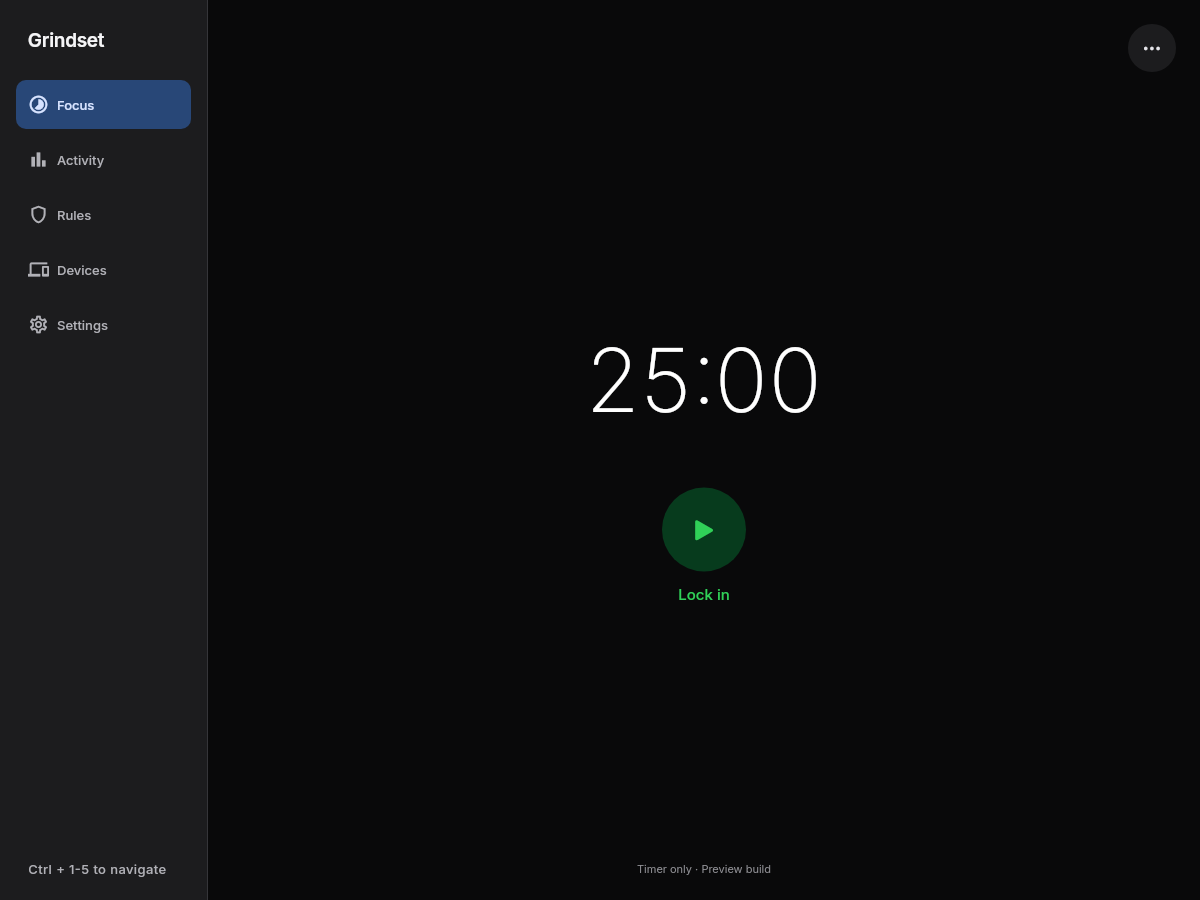 Grindset
Focus
Activity
Rules
Devices
Settings
25:00
Lock in
Ctrl + 1-5 to navigate
Timer only · Preview build